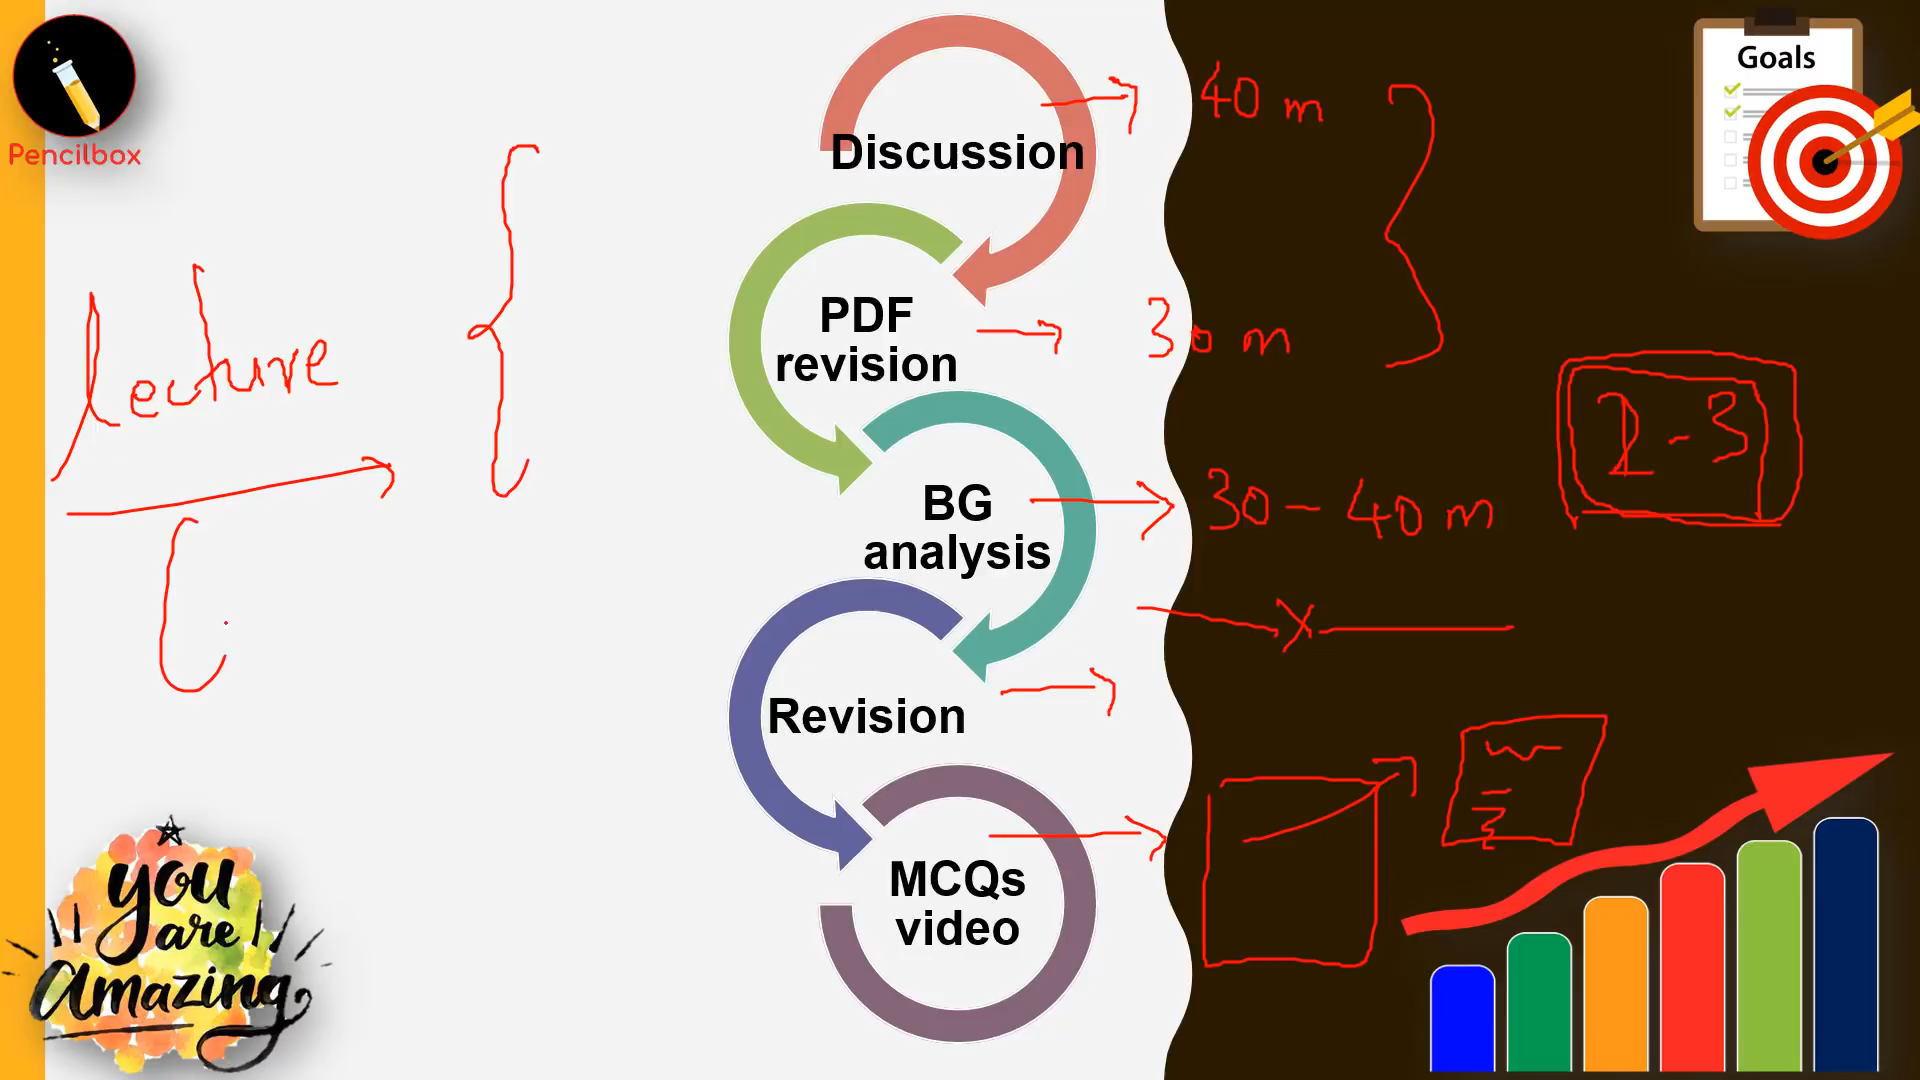 Pencilbox
Goals
Discussion
40 m
PDF
revision
30 m
Lecture
2 - 3
BG
analysis
30 - 40 m
Revision
MCQs
video
you
are
Amazing